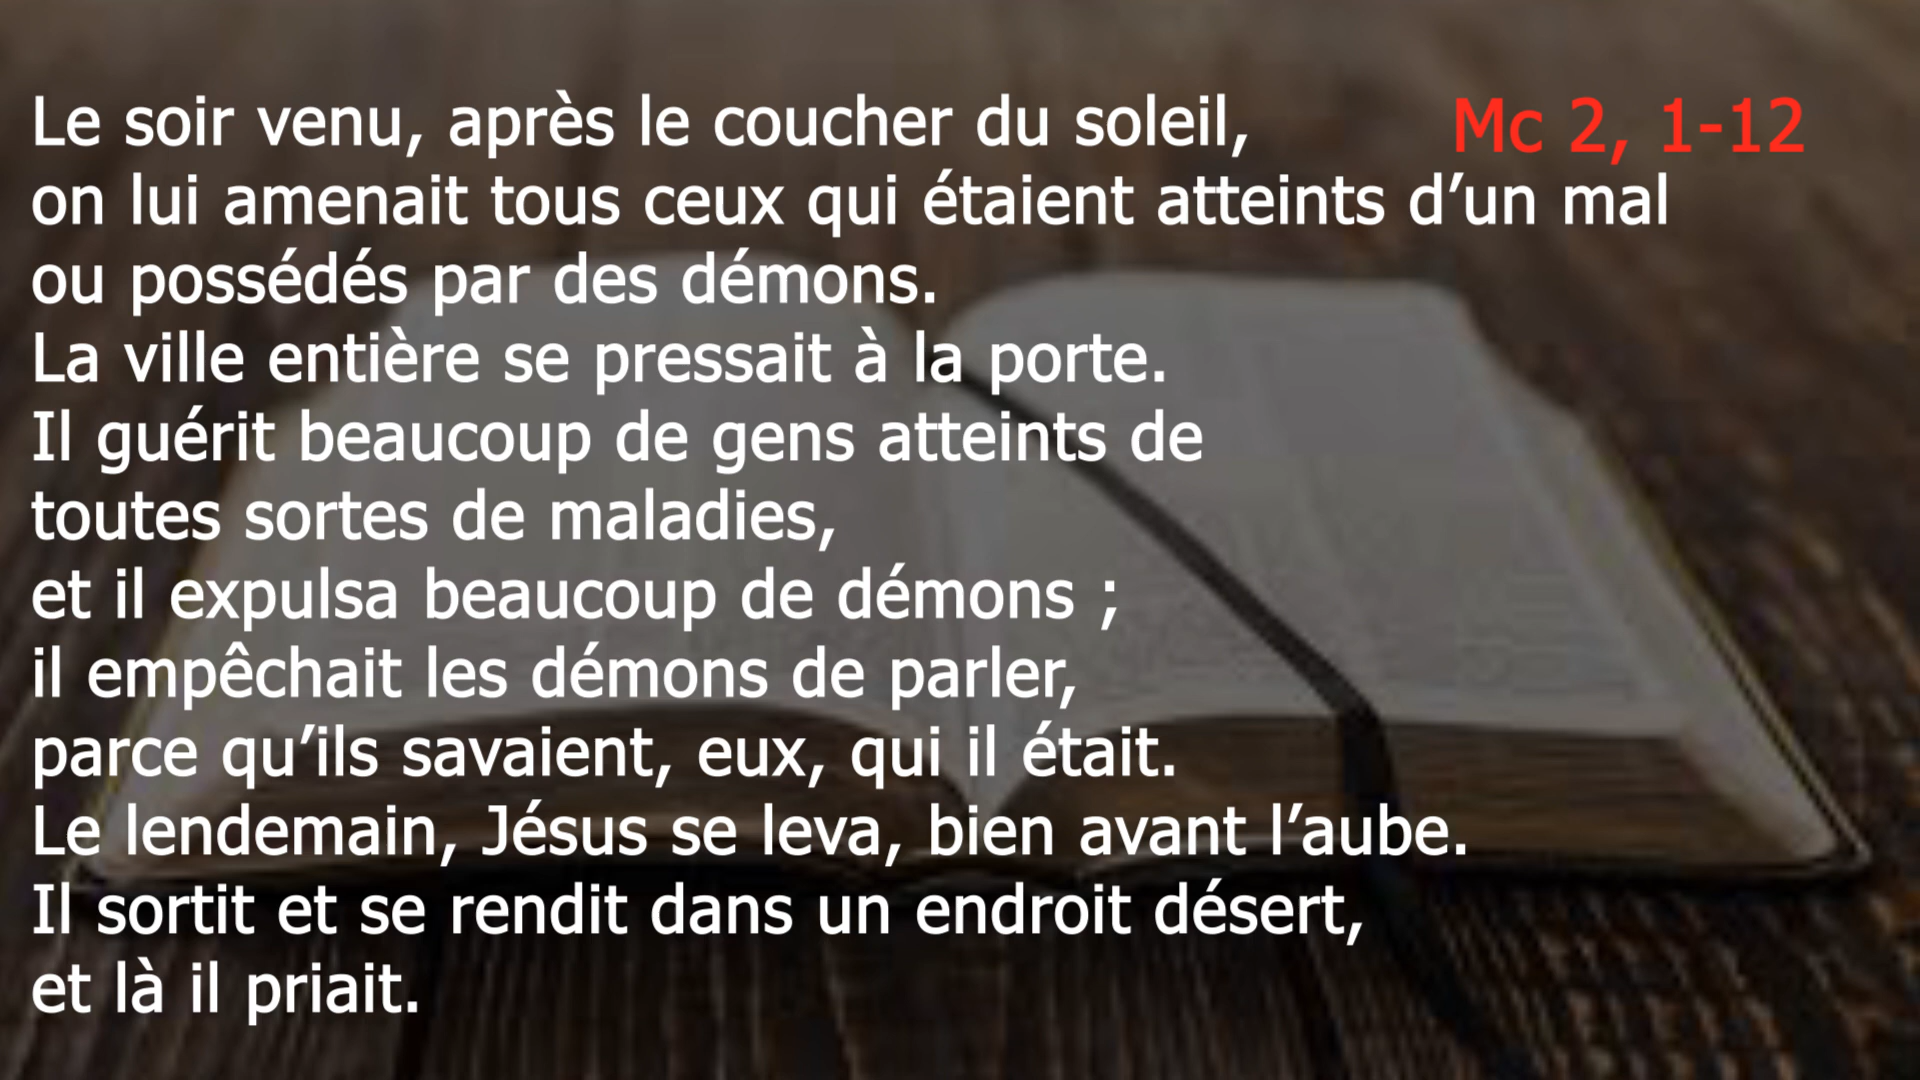 Le soir venu, après le coucher du soleil,
Mc 2, 1-12
on lui amenait tous ceux qui étaient atteints d’un mal
ou possédés par des démons.
La ville entière se pressait à la porte.
Il guérit beaucoup de gens atteints de
toutes sortes de maladies,
et il expulsa beaucoup de démons ;
il empêchait les démons de parler,
parce qu’ils savaient, eux, qui il était.
Le lendemain, Jésus se leva, bien avant l’aube.
Il sortit et se rendit dans un endroit désert,
et là il priait.